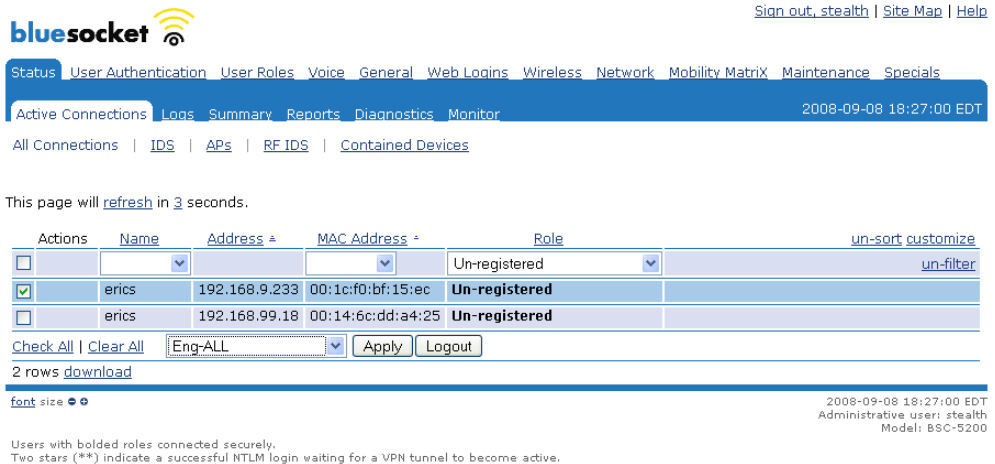 Sign out, stealth | Site Map | Help
bluesocket
Status User Authentication User Roles Voice General Web Logins Wireless Network Mobility MatriX Maintenance Specials
Active Connections Logs Summary Reports Diagnostics Monitor 2008-09-08 18:27:00 EDT
All Connections | IDS | APs | RF IDS | Contained Devices
This page will refresh in 3 seconds.
Actions Name Address MAC Address Role un-sort customize
Un-registered un-filter
erics 192.168.9.233 00:1c:f0:bf:15:ec Un-registered
erics 192.168.99.18 00:14:6c:dd:a4:25 Un-registered
Check All | Clear All Eng-ALL Apply Logout
2 rows download
font size 2008-09-08 18:27:00 EDT
Administrative user: stealth
Model: BSC-5200
Users with bolded roles connected securely.
Two stars (**) indicate a successful NTLM login waiting for a VPN tunnel to become active.